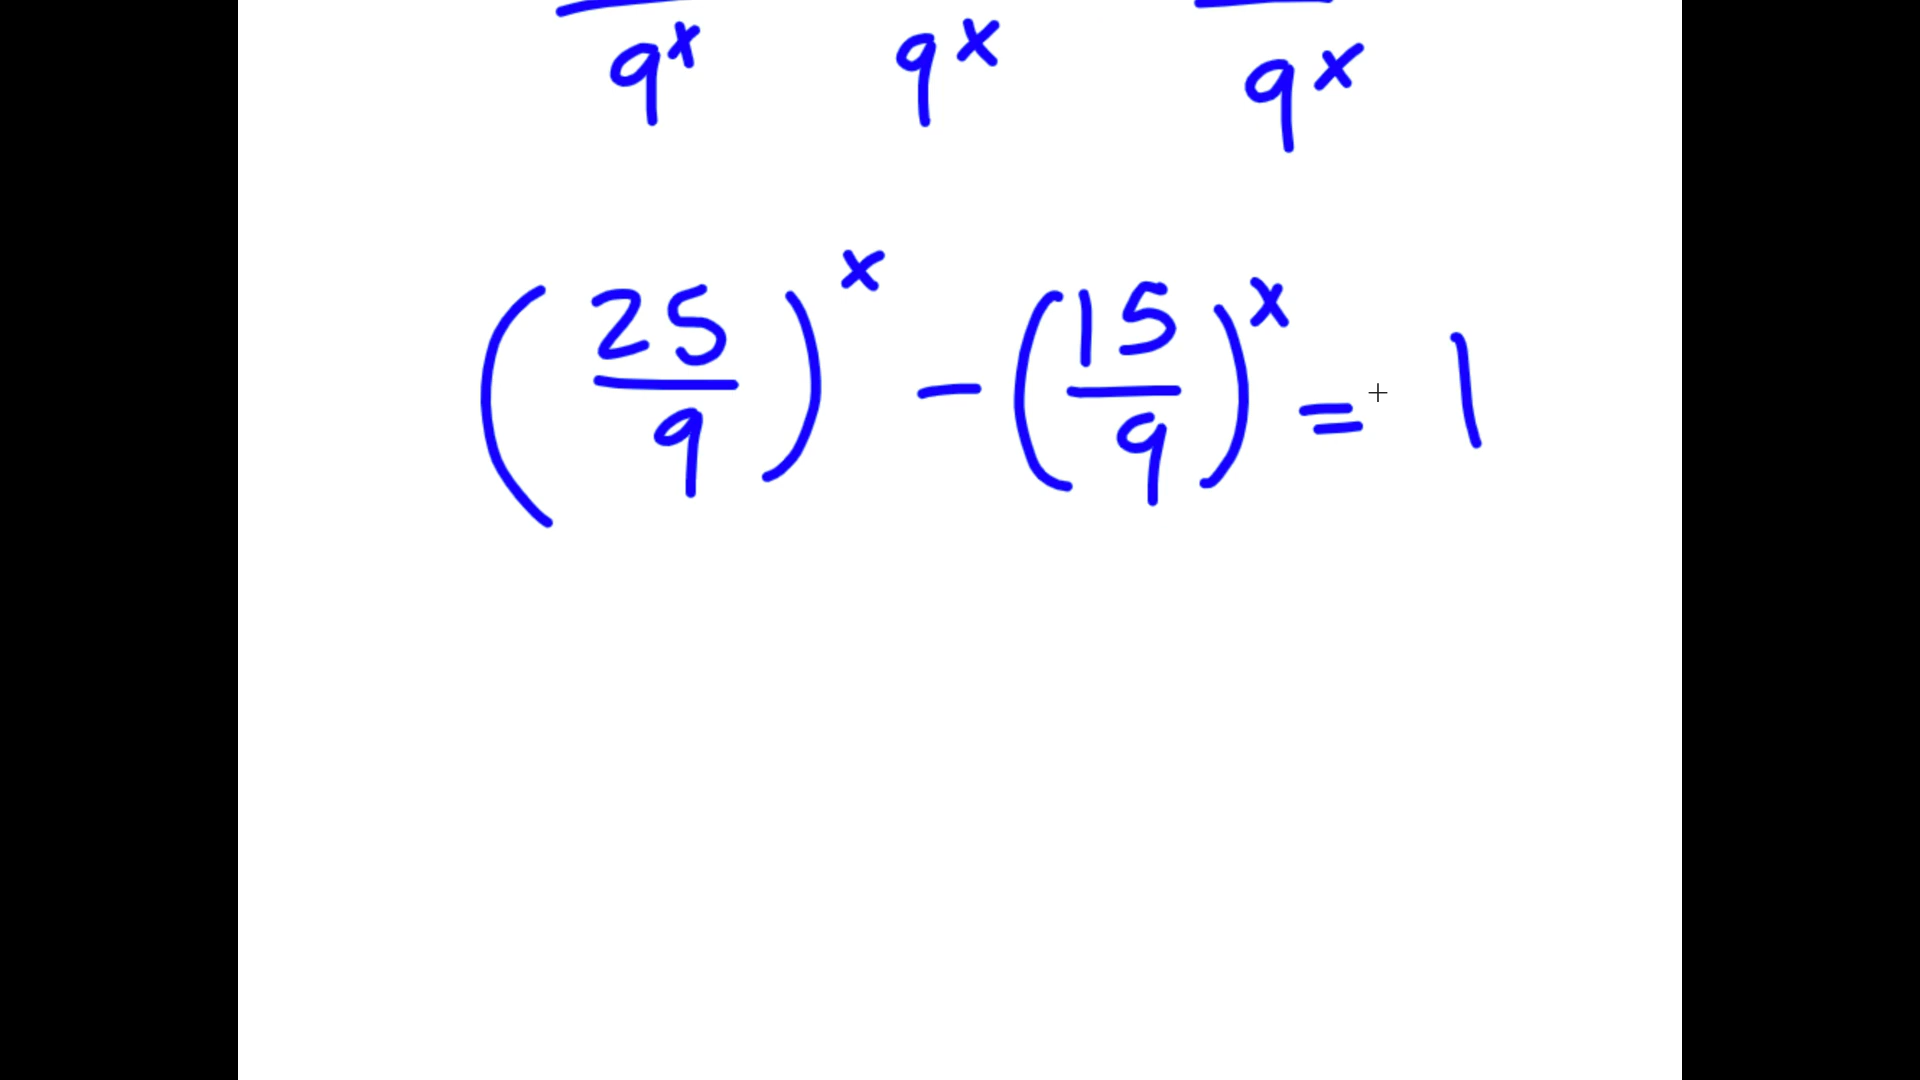 9^x 9^x 9^x
(25/9)^x - (15/9)^x = 1